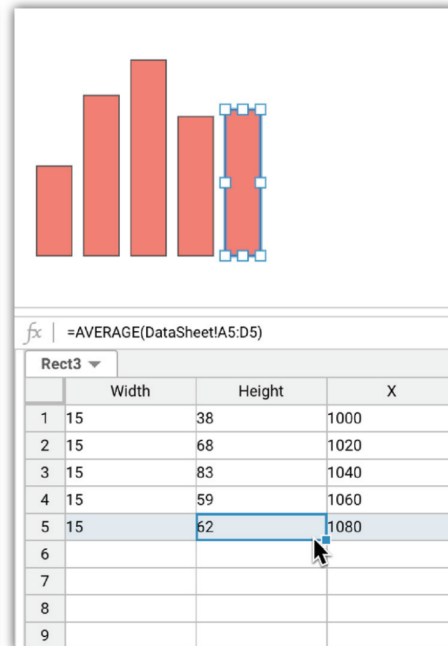 fx =AVERAGE(DataSheet!A5:D5)
Rect3
Width Height X
1 15 38 1000
2 15 68 1020
3 15 83 1040
4 15 59 1060
5 15 62 1080
6
7
8
9